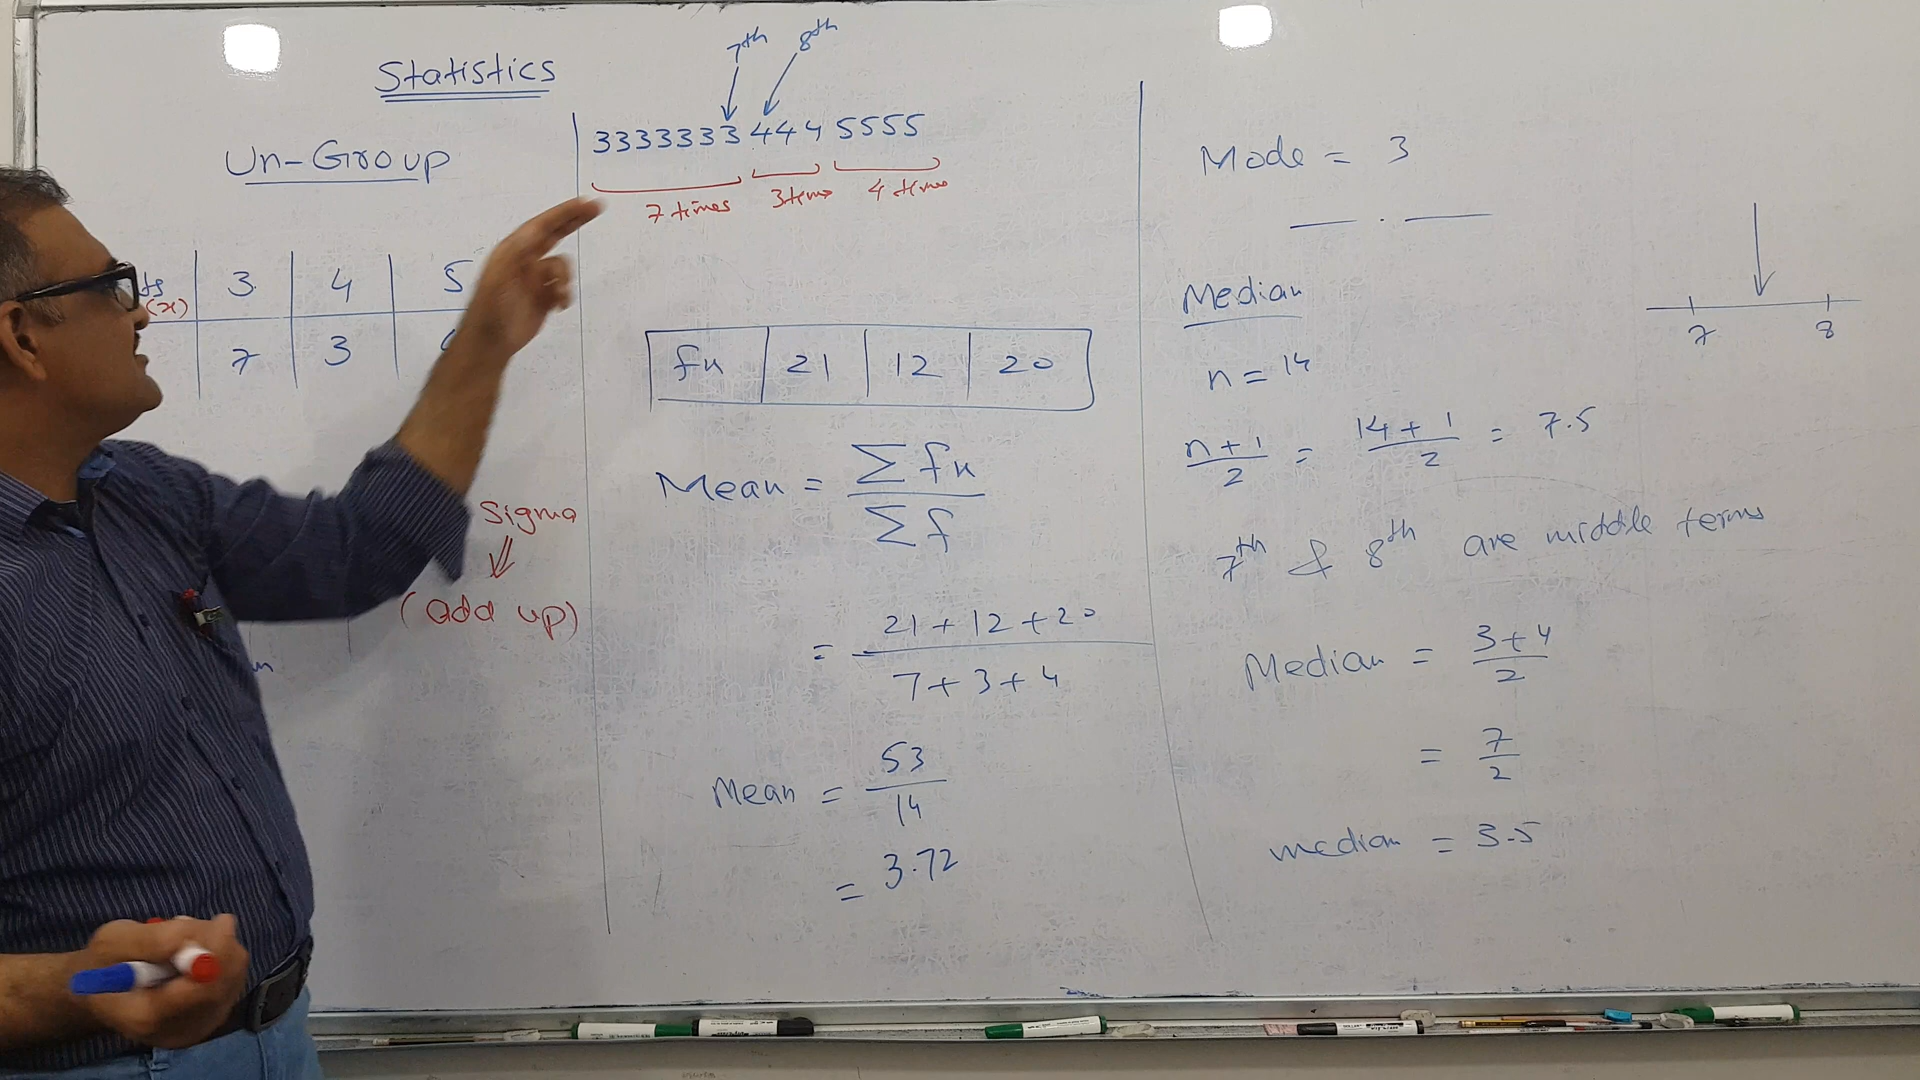 Statistics
Un-Group
(x) 3 4 5
7 3
Sigma
(add up)
7th 8th
3333333 444 5555
7 times 3 times 4 times
fx 21 12 20
Mean = Σfx / Σf
= 21+12+20 / 7+3+4
Mean = 53 / 14
= 3.72
Mode = 3
Median
n = 14
n+1 / 2 = 14+1 / 2 = 7.5
7th & 8th are middle terms
Median = 3+4 / 2
= 7 / 2
median = 3.5
7 8